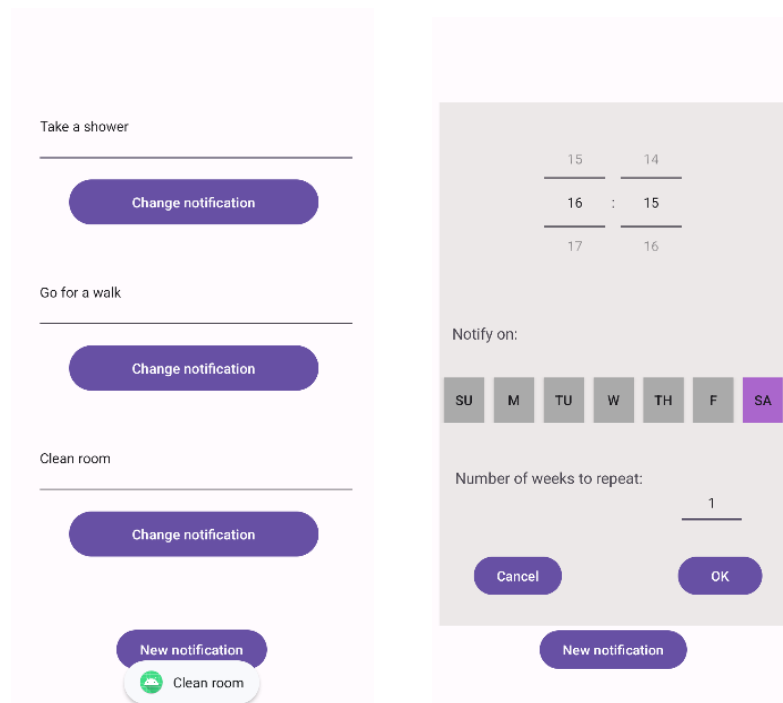 Take a shower
Change notification
Go for a walk
Change notification
Clean room
Change notification
New notification
Clean room
15 14
16 : 15
17 16
Notify on:
SU M TU W TH F SA
Number of weeks to repeat:
1
Cancel OK
New notification